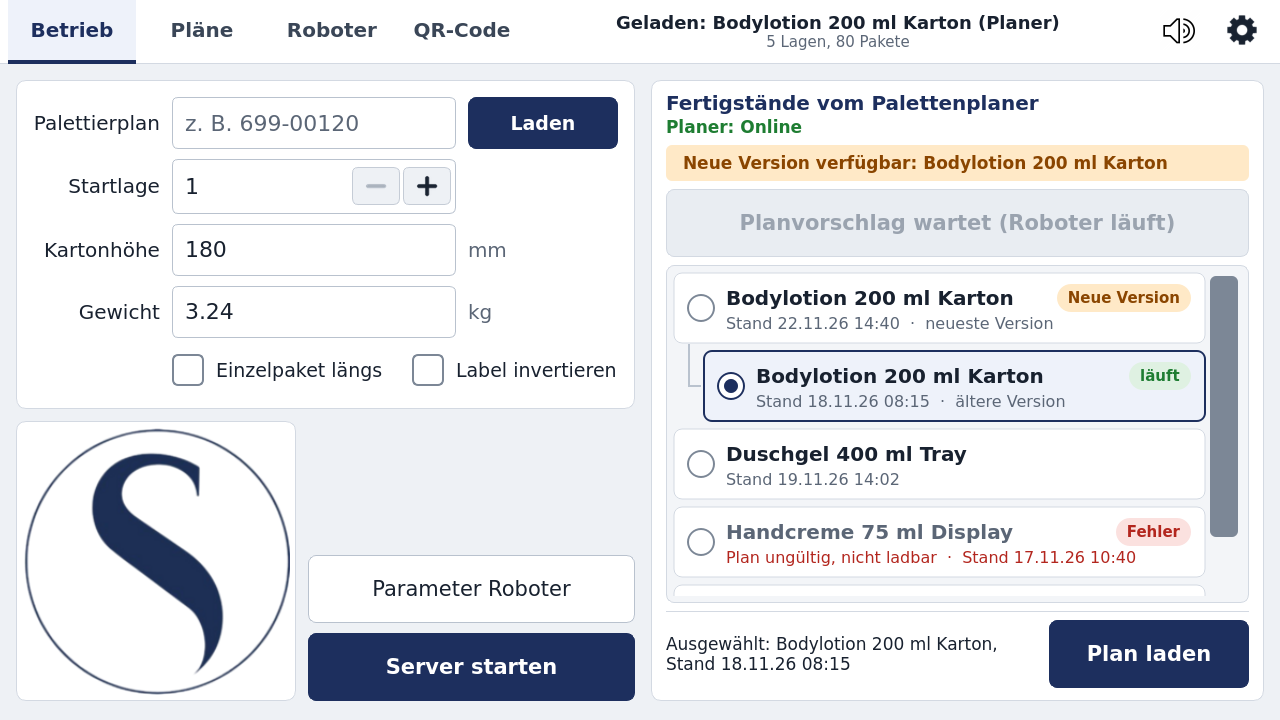 Betrieb
Pläne
Roboter
QR-Code
Geladen: Bodylotion 200 ml Karton (Planer)
5 Lagen, 80 Pakete
Palettierplan
z. B. 699-00120
Laden
Startlage
1
Kartonhöhe
180
mm
Gewicht
3.24
kg
Einzelpaket längs
Label invertieren
Parameter Roboter
Server starten
Fertigstände vom Palettenplaner
Planer: Online
Neue Version verfügbar: Bodylotion 200 ml Karton
Planvorschlag wartet (Roboter läuft)
Bodylotion 200 ml Karton
Neue Version
Stand 22.11.26 14:40 · neueste Version
Bodylotion 200 ml Karton
läuft
Stand 18.11.26 08:15 · ältere Version
Duschgel 400 ml Tray
Stand 19.11.26 14:02
Handcreme 75 ml Display
Fehler
Plan ungültig, nicht ladbar · Stand 17.11.26 10:40
Ausgewählt: Bodylotion 200 ml Karton,
Stand 18.11.26 08:15
Plan laden